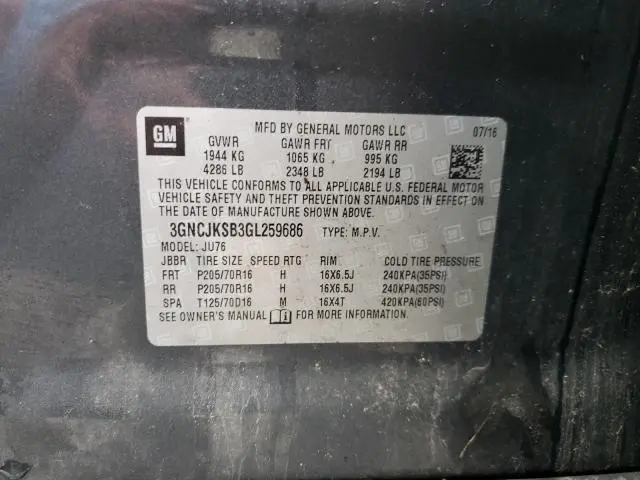 GM
MFD BY GENERAL MOTORS LLC 07/16
GVWR GAWR FRT GAWR RR
1944 KG 1065 KG 995 KG
4286 LB 2348 LB 2194 LB
THIS VEHICLE CONFORMS TO ALL APPLICABLE U.S. FEDERAL MOTOR
VEHICLE SAFETY AND THEFT PREVENTION STANDARDS IN EFFECT ON
THE DATE OF MANUFACTURE SHOWN ABOVE.
3GNCJKSB3GL259686 TYPE: M.P.V.
MODEL: JU76
JBBR TIRE SIZE SPEED RTG RIM COLD TIRE PRESSURE
FRT P205/70R16 H 16X6.5J 240KPA(35PSI)
RR P205/70R16 H 16X6.5J 240KPA(35PSI)
SPA T125/70D16 M 16X4T 420KPA(60PSI)
SEE OWNER'S MANUAL FOR MORE INFORMATION